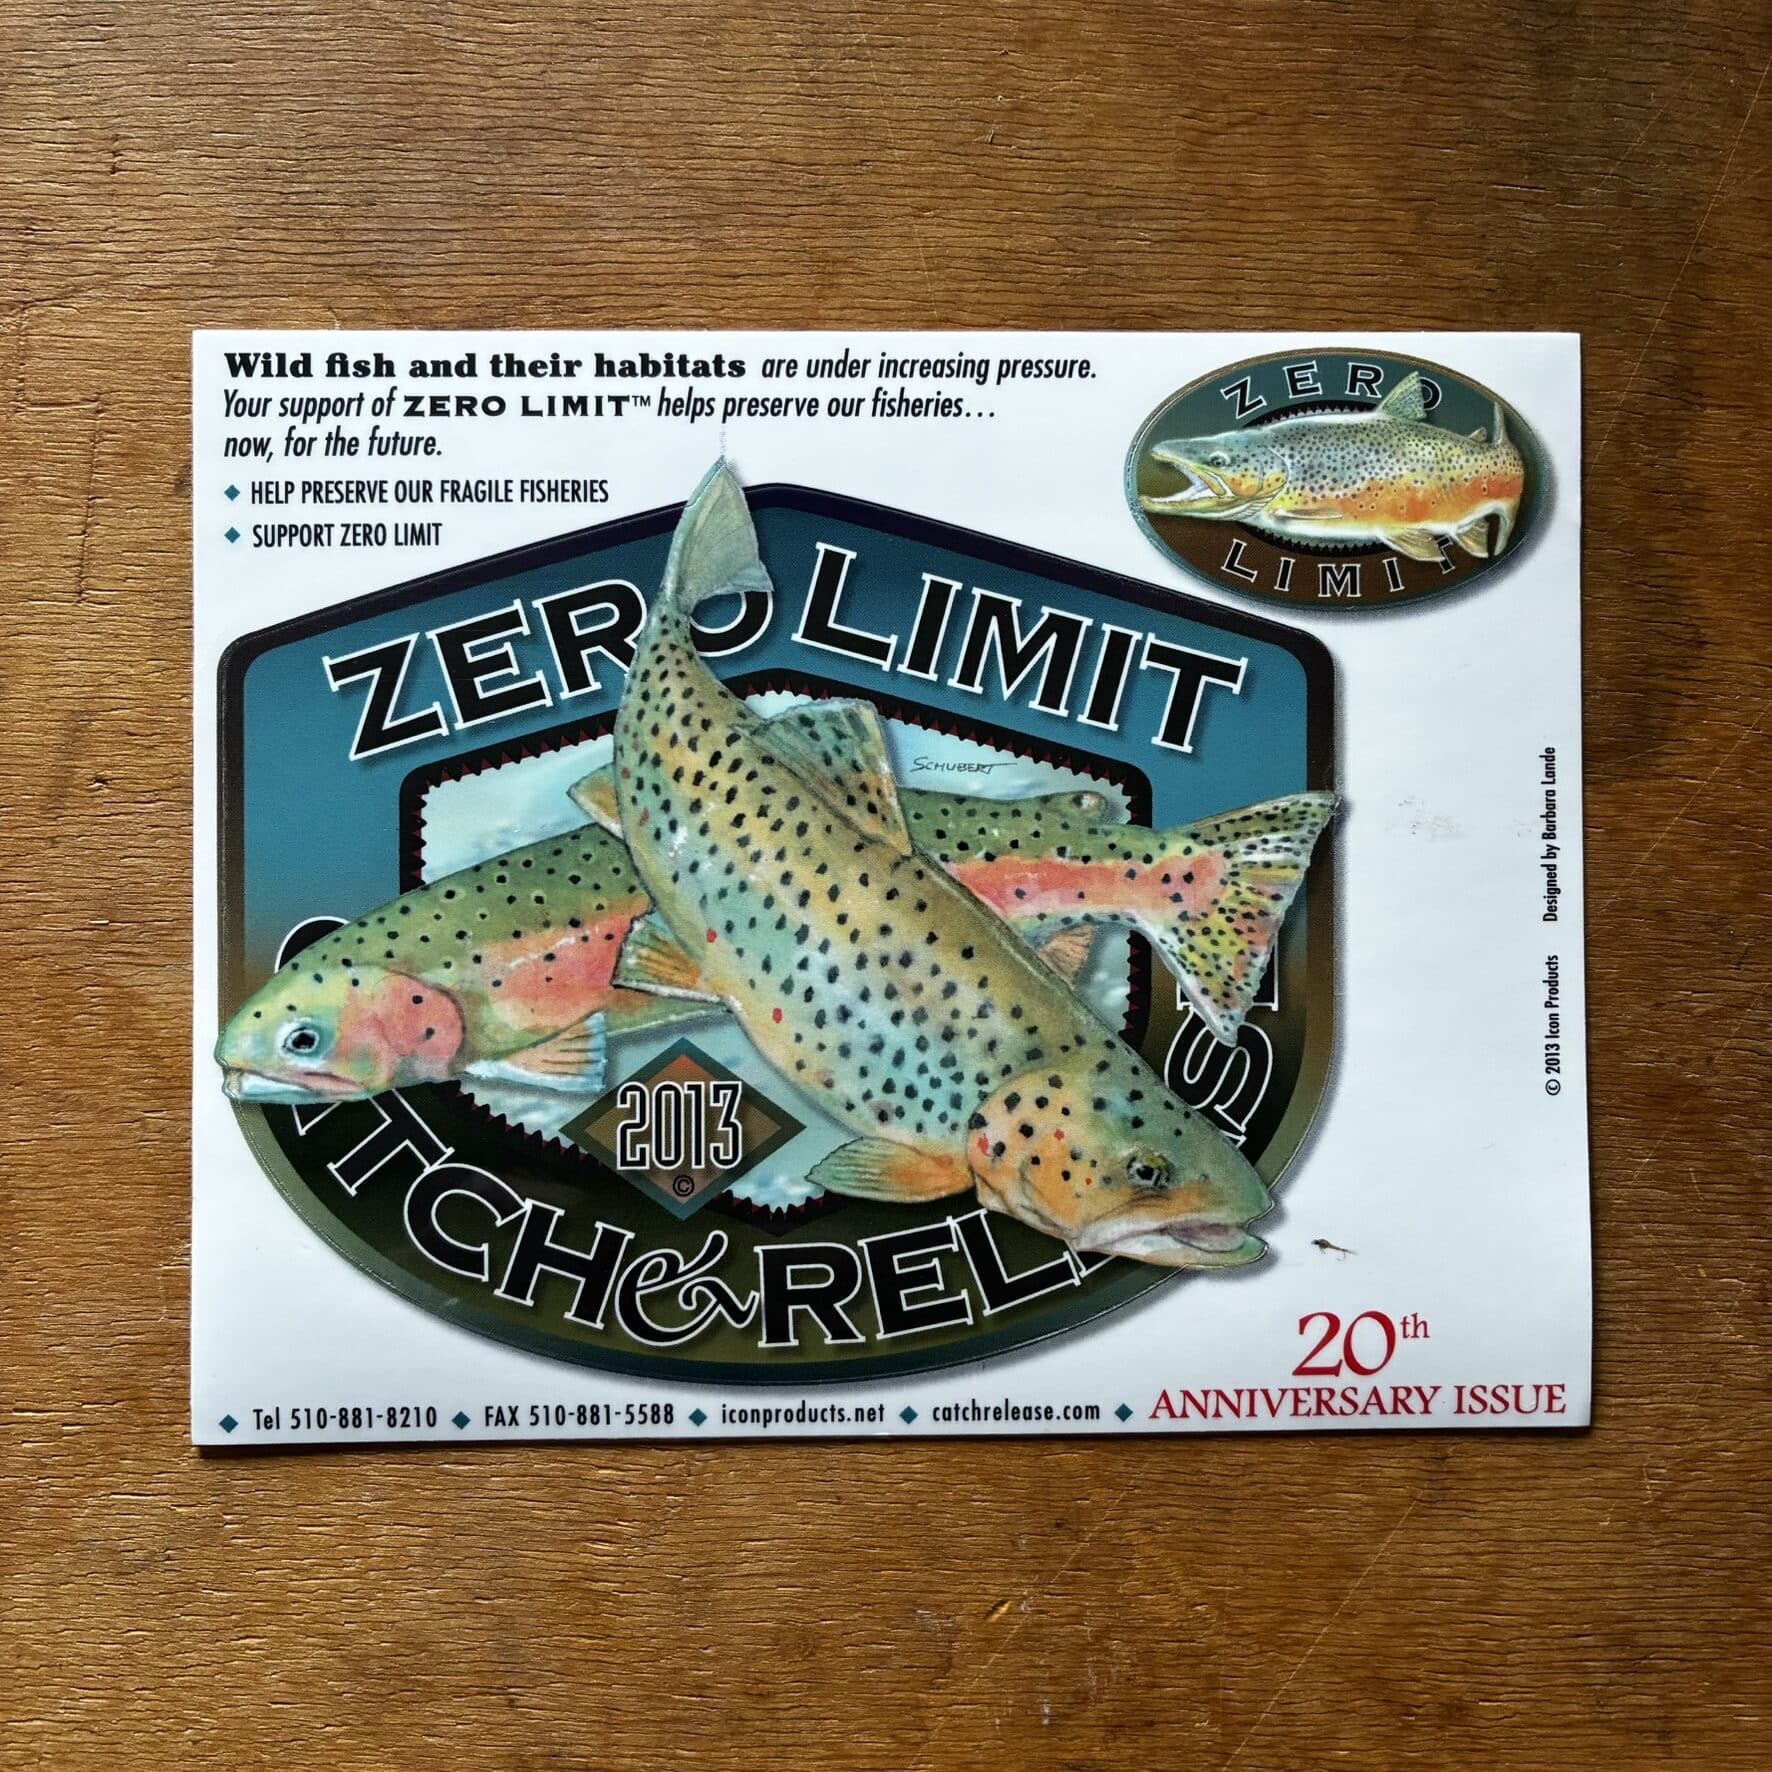 Wild fish and their habitats are under increasing pressure.
Your support of ZERO LIMIT™ helps preserve our fisheries...
now, for the future.
◆ HELP PRESERVE OUR FRAGILE FISHERIES
◆ SUPPORT ZERO LIMIT
ZERO
LIMIT
ZERO LIMIT
SCHUBERT
2013
©
TCH & REL
S
© 2013 Icon Products Designed by Barbara Lande
20th
ANNIVERSARY ISSUE
◆ Tel 510-881-8210 ◆ FAX 510-881-5588 ◆ iconproducts.net ◆ catchrelease.com ◆